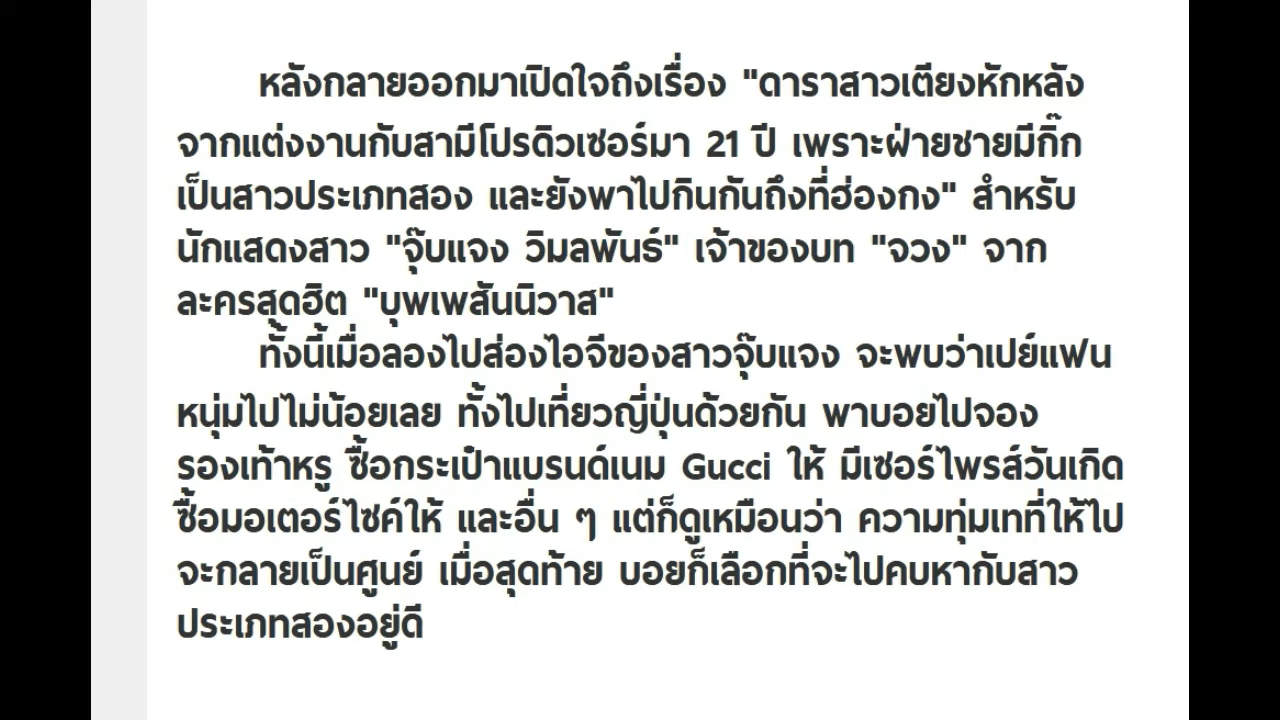 หลังกลายออกมาเปิดใจถึงเรื่อง "ดาราสาวเตียงหักหลัง
จากแต่งงานกับสามีโปรดิวเซอร์มา 21 ปี เพราะฝ่ายชายมีกิ๊ก
เป็นสาวประเภทสอง และยังพาไปกินกันถึงที่ฮ่องกง" สำหรับ
นักแสดงสาว "จุ๊บแจง วิมลพันธ์" เจ้าของบท "จวง" จาก
ละครสุดฮิต "บุพเพสันนิวาส"
ทั้งนี้เมื่อลองไปส่องไอจีของสาวจุ๊บแจง จะพบว่าเปย์แฟน
หนุ่มไปไม่น้อยเลย ทั้งไปเที่ยวญี่ปุ่นด้วยกัน พาบอยไปจอง
รองเท้าหรู ซื้อกระเป๋าแบรนด์เนม Gucci ให้ มีเซอร์ไพรส์วันเกิด
ซื้อมอเตอร์ไซค์ให้ และอื่น ๆ แต่ก็ดูเหมือนว่า ความทุ่มเทที่ให้ไป
จะกลายเป็นศูนย์ เมื่อสุดท้าย บอยก็เลือกที่จะไปคบหากับสาว
ประเภทสองอยู่ดี